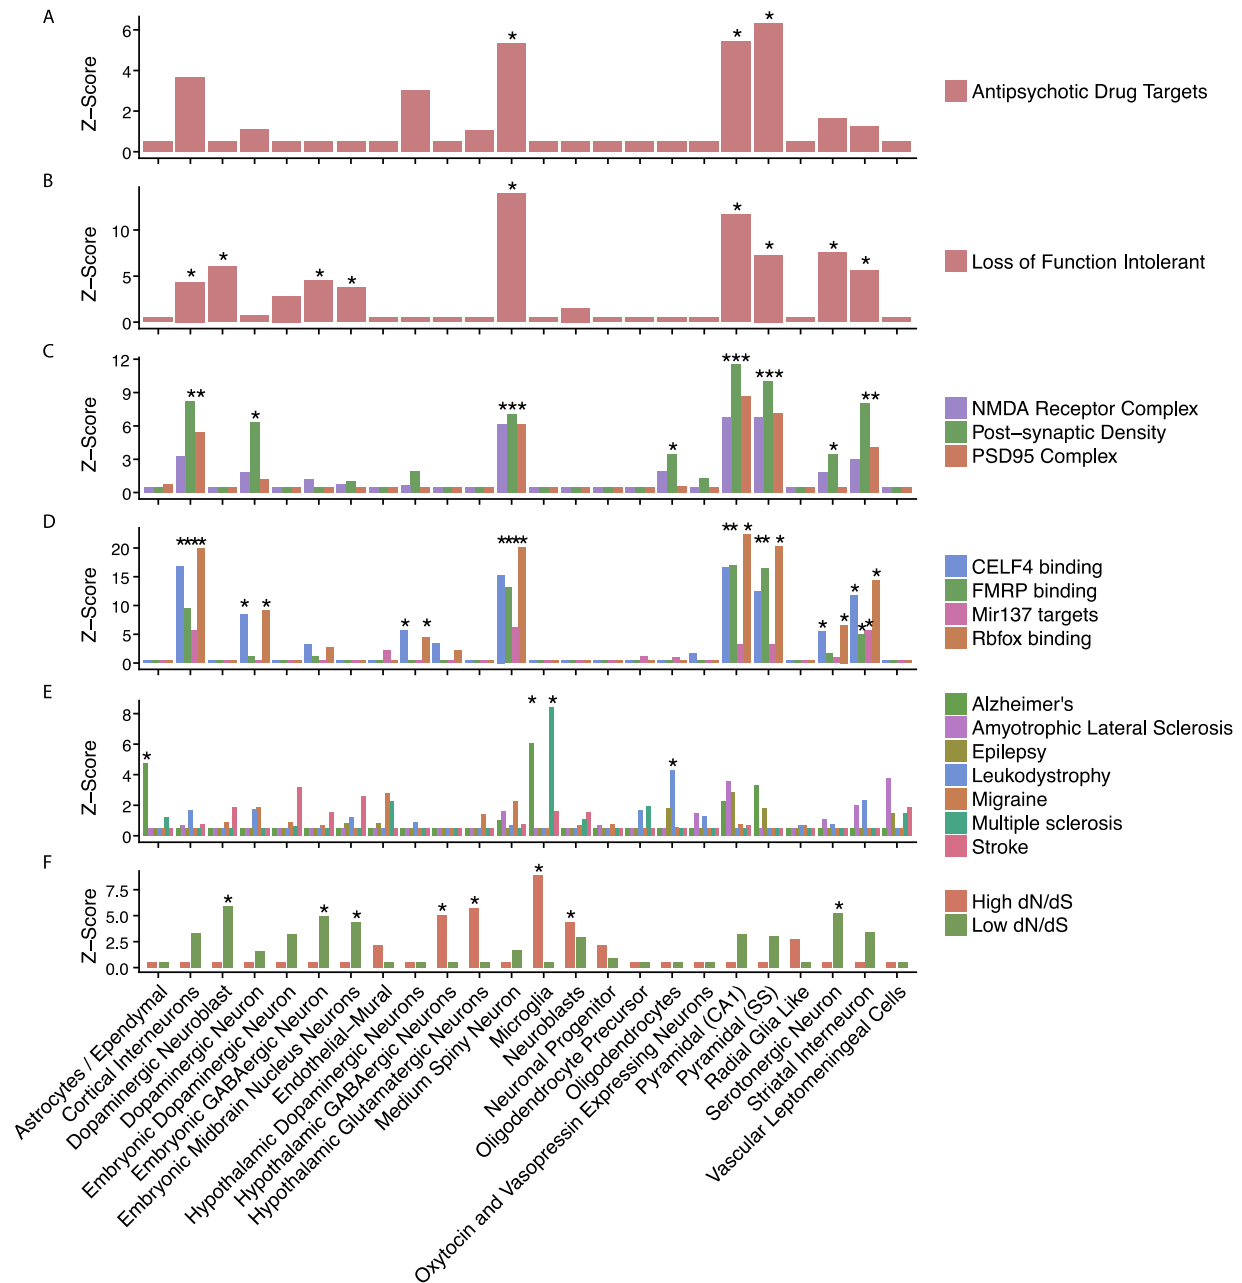 A
Z−Score
6
4
2
0
*
*
*
Antipsychotic Drug Targets
B
Z−Score
10
5
0
*
*
*
*
*
*
*
*
*
Loss of Function Intolerant
C
Z−Score
12
9
6
3
0
**
*
***
*
***
***
*
**
NMDA Receptor Complex
Post−synaptic Density
PSD95 Complex
D
Z−Score
20
15
10
5
0
****
* *
* *
****
** *
** *
* *
* * * *
CELF4 binding
FMRP binding
Mir137 targets
Rbfox binding
E
Z−Score
8
6
4
2
0
*
* *
*
Alzheimer's
Amyotrophic Lateral Sclerosis
Epilepsy
Leukodystrophy
Migraine
Multiple sclerosis
Stroke
F
Z−Score
7.5
5.0
2.5
0.0
*
*
*
*
*
*
*
*
High dN/dS
Low dN/dS
Astrocytes / Ependymal
Cortical Interneurons
Dopaminergic Neuroblast
Dopaminergic Neuron
Embryonic Dopaminergic Neuron
Embryonic GABAergic Neuron
Embryonic Midbrain Nucleus Neurons
Endothelial−Mural
Hypothalamic Dopaminergic Neurons
Hypothalamic GABAergic Neurons
Hypothalamic Glutamatergic Neurons
Medium Spiny Neuron
Microglia
Neuroblasts
Neuronal Progenitor
Oligodendrocyte Precursor
Oligodendrocytes
Oxytocin and Vasopressin Expressing Neurons
Pyramidal (CA1)
Pyramidal (SS)
Radial Glia Like
Serotonergic Neuron
Striatal Interneuron
Vascular Leptomeningeal Cells